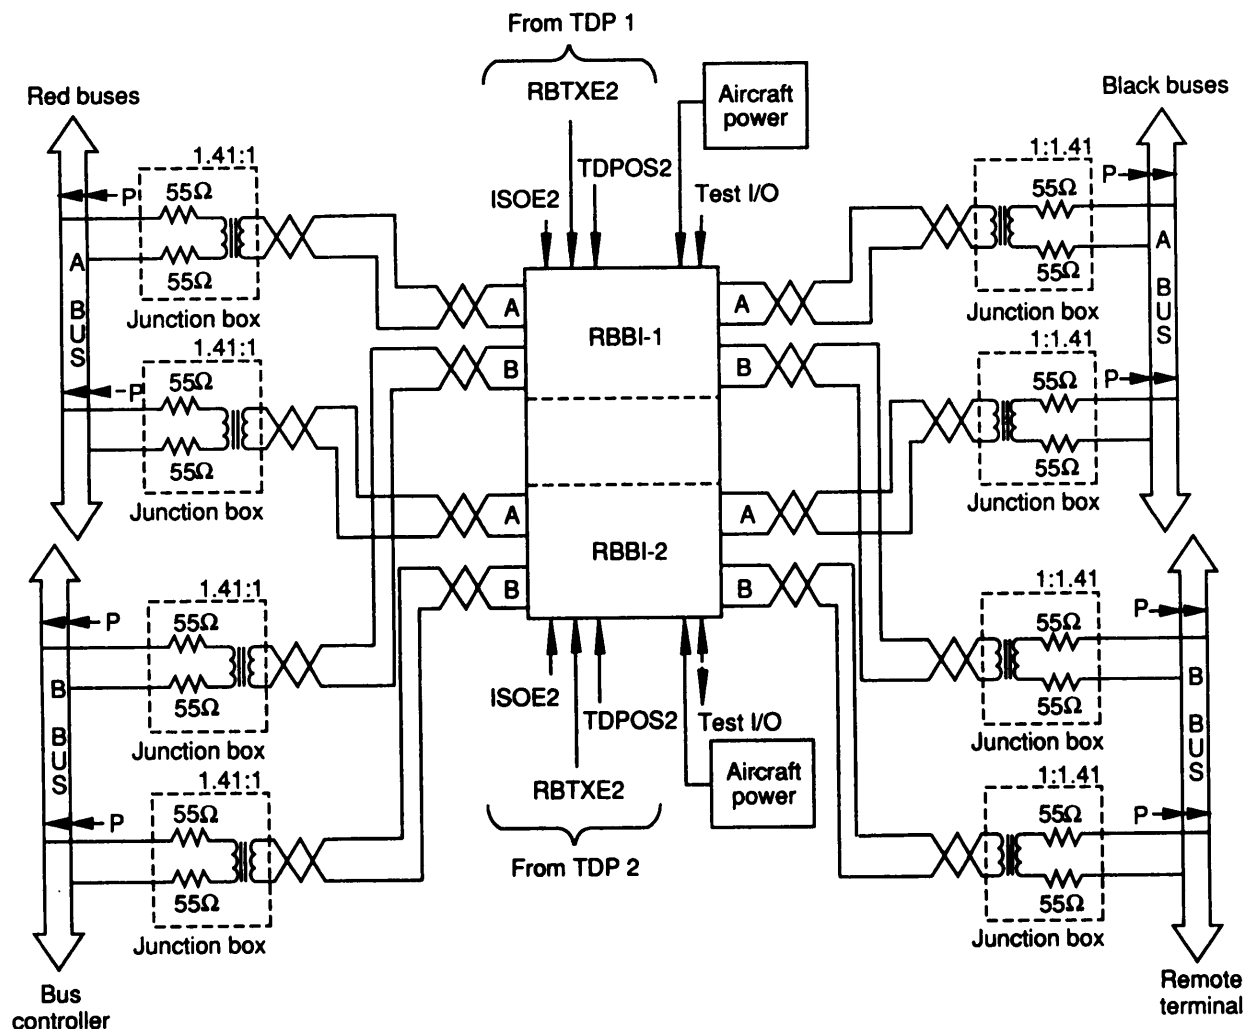 From TDP 1
RBTXE2
Aircraft
power
Red buses
Black buses
1.41:1
1:1.41
P
55Ω
TDPOS2
ISOE2
Test I/O
P
55Ω
A
BUS
55Ω
Junction box
A
RBBI-1
A
55Ω
Junction box
A
BUS
1.41:1
1:1.41
P
55Ω
B
B
P
55Ω
55Ω
Junction box
A
A
55Ω
Junction box
RBBI-2
1.41:1
B
B
1:1.41
P
55Ω
P
55Ω
B
BUS
55Ω
Junction box
ISOE2
TDPOS2
Test I/O
55Ω
Junction box
B
BUS
1.41:1
RBTXE2
Aircraft
power
1:1.41
P
55Ω
P
55Ω
From TDP 2
55Ω
Junction box
55Ω
Junction box
Bus
controller
Remote
terminal